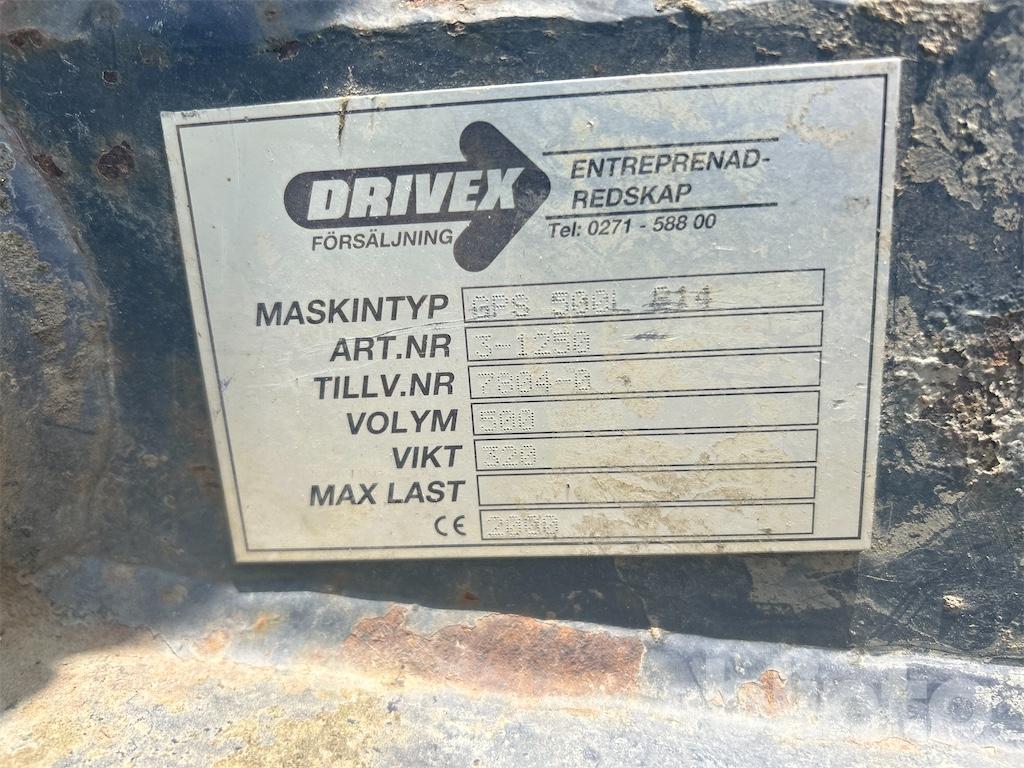 DRIVEX
FÖRSÄLJNING
ENTREPRENAD-
REDSKAP
Tel: 0271 - 588 00
MASKINTYP GPS 500L
ART.NR 3-1250
TILLV.NR 7804-0
VOLYM 500
VIKT 320
MAX LAST
CE 2000